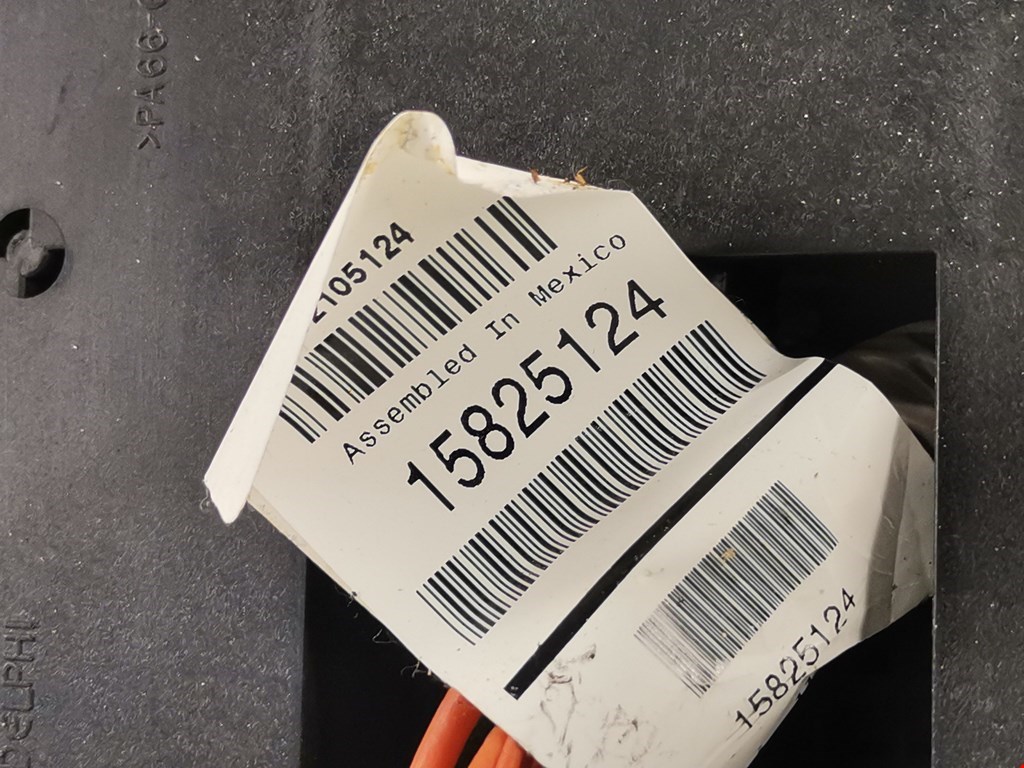 >PA66-
2105124
Assembled In Mexico
15825124
15825124
DELPHI